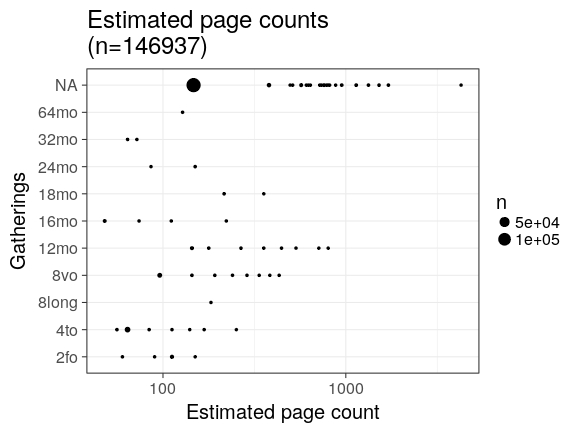 Estimated page counts
(n=146937)
Gatherings
NA
64mo
32mo
24mo
18mo
16mo
12mo
8vo
8long
4to
2fo
100
1000
Estimated page count
n
5e+04
1e+05